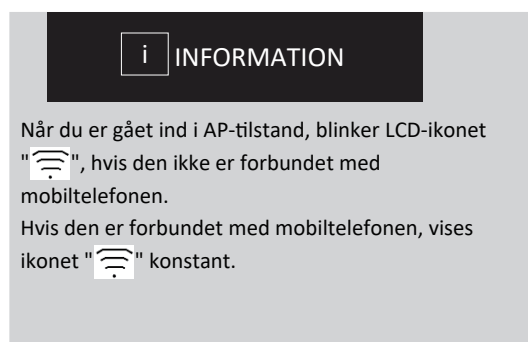 i INFORMATION
Når du er gået ind i AP-tilstand, blinker LCD-ikonet
" ", hvis den ikke er forbundet med
mobiltelefonen.
Hvis den er forbundet med mobiltelefonen, vises
ikonet " " konstant.